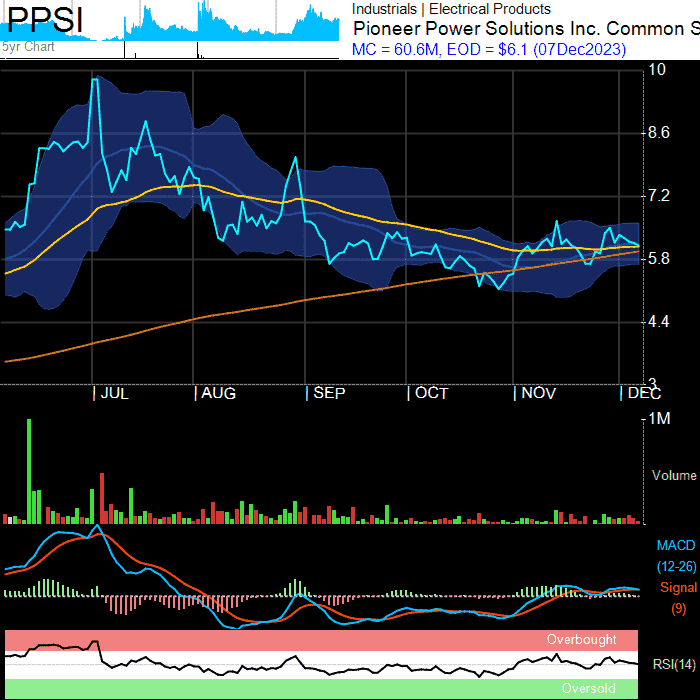 PPSI
5yr Chart
Industrials | Electrical Products
Pioneer Power Solutions Inc. Common S
MC = 60.6M, EOD = $6.1 (07Dec2023)
10
8.6
7.2
5.8
4.4
3
JUL AUG SEP OCT NOV DEC
1M
Volume
MACD
(12-26)
Signal
(9)
Overbought
RSI(14)
Oversold